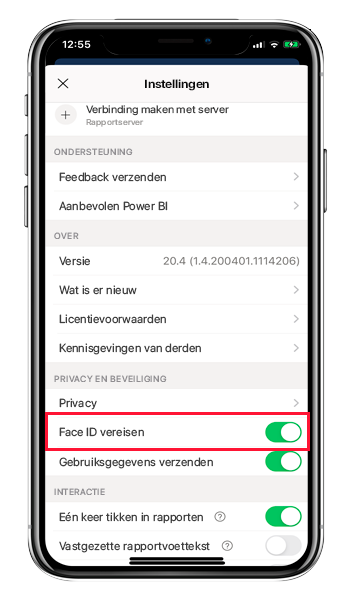 12:55
Instellingen
Verbinding maken met server
Rapportserver
ONDERSTEUNING
Feedback verzenden
Aanbevolen Power BI
OVER
Versie 20.4 (1.4.200401.1114206)
Wat is er nieuw
Licentievoorwaarden
Kennisgevingen van derden
PRIVACY EN BEVEILIGING
Privacy
Face ID vereisen
Gebruiksgegevens verzenden
INTERACTIE
Eén keer tikken in rapporten ?
Vastgezette rapportvoettekst ?